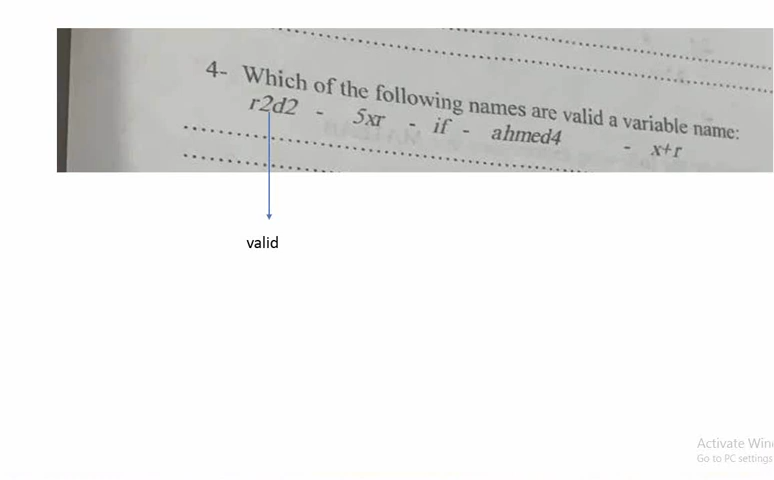 4- Which of the following names are valid a variable name:
r2d2 - 5xr - if - ahmed4 - x+r
valid
Activate Win
Go to PC settings